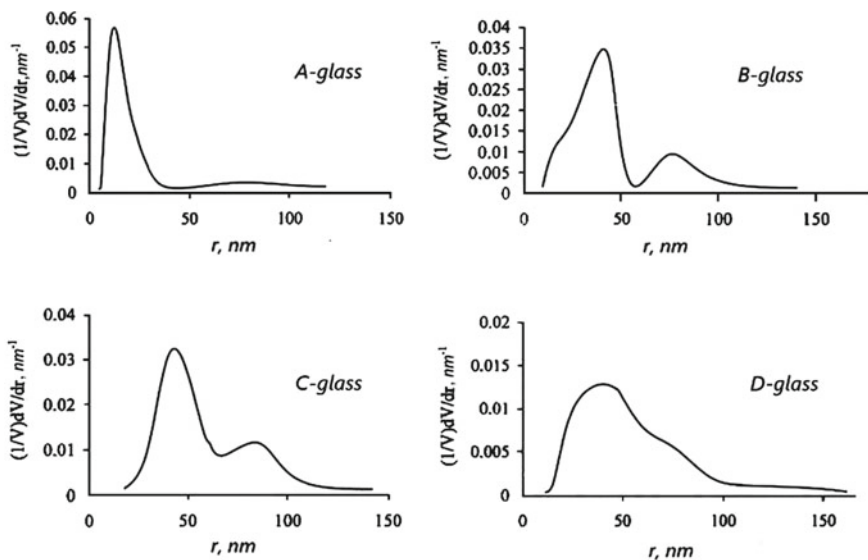 0.06
0.05
0.04
0.03
0.02
0.01
0
(1/V)dV/dr,nm⁻¹
A-glass
0 50 100 150
r, nm
0.04
0.035
0.03
0.025
0.02
0.015
0.01
0.005
0
(1/V)dV/dr, nm⁻¹
B-glass
0 50 100 150
r, nm
0.04
0.03
0.02
0.01
0
(1/V)dV/dr, nm⁻¹
C-glass
0 50 100 150
r, nm
0.02
0.015
0.01
0.005
0
(1/V)dV/dr, nm⁻¹
D-glass
0 50 100 150
r, nm